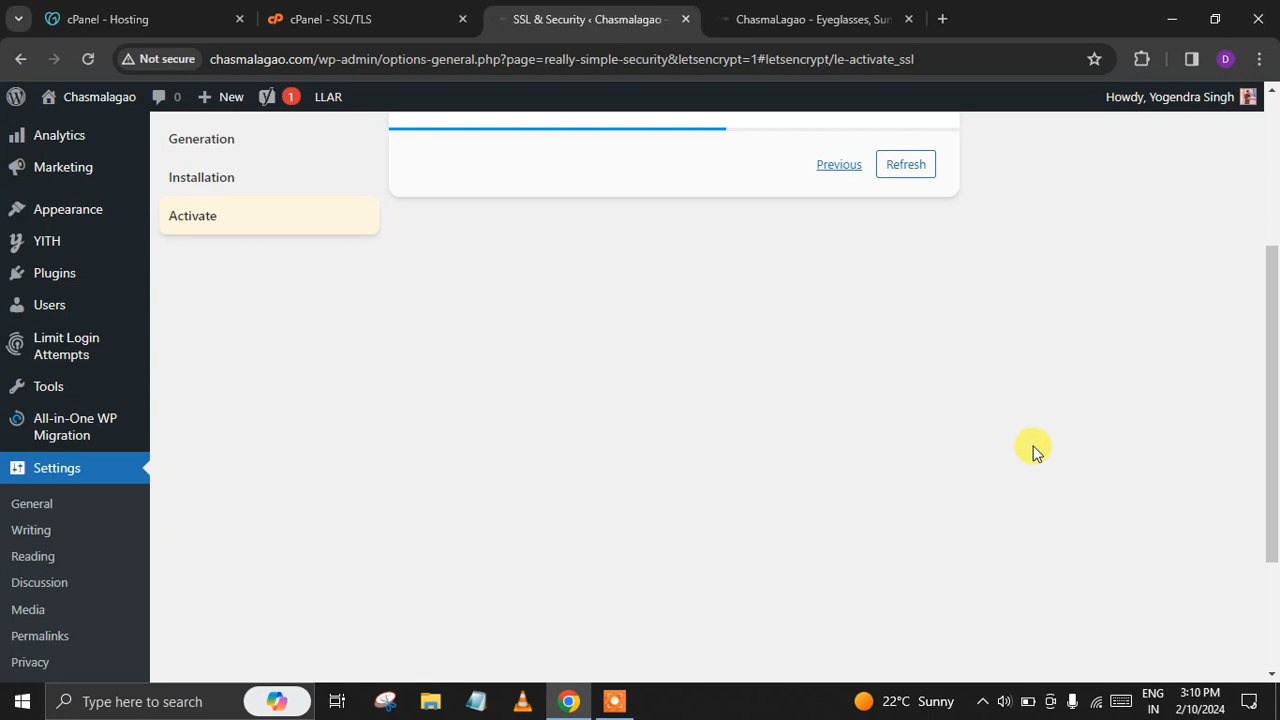 cPanel - Hosting
cPanel - SSL/TLS
SSL & Security ‹ Chasmalagao -
ChasmaLagao - Eyeglasses, Sun
Not secure
chasmalagao.com/wp-admin/options-general.php?page=really-simple-security&letsencrypt=1#letsencrypt/le-activate_ssl
D
Chasmalagao
0
New
1
LLAR
Howdy, Yogendra Singh
Analytics
Marketing
Appearance
YITH
Plugins
Users
Limit Login
Attempts
Tools
All-in-One WP
Migration
Settings
General
Writing
Reading
Discussion
Media
Permalinks
Privacy
Generation
Installation
Activate
Previous
Refresh
Type here to search
22°C Sunny
ENG
IN
3:10 PM
2/10/2024